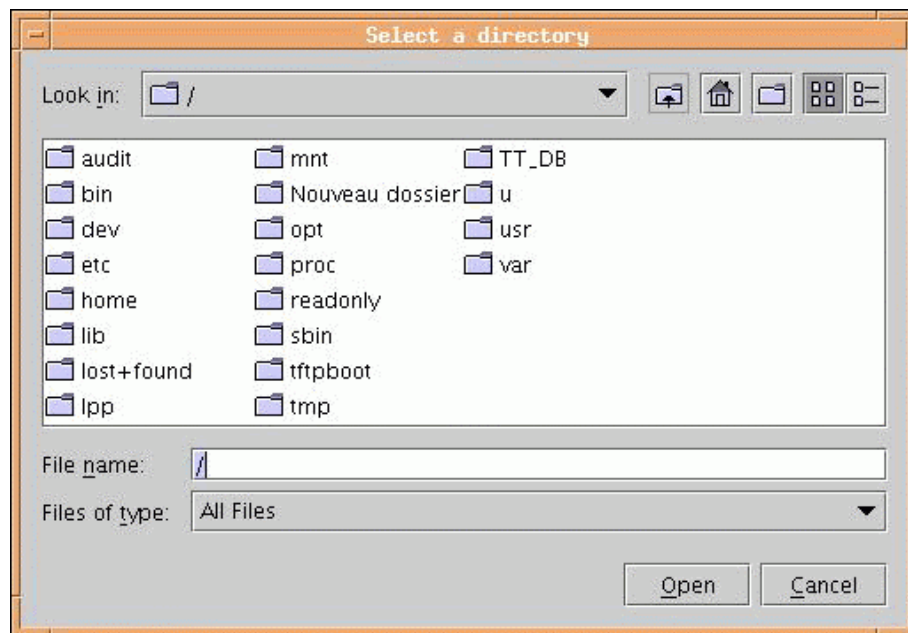 Select a directory
Look in: /
audit mnt TT_DB
bin Nouveau dossier u
dev opt usr
etc proc var
home readonly
lib sbin
lost+found tftpboot
lpp tmp
File name: /
Files of type: All Files
Open Cancel